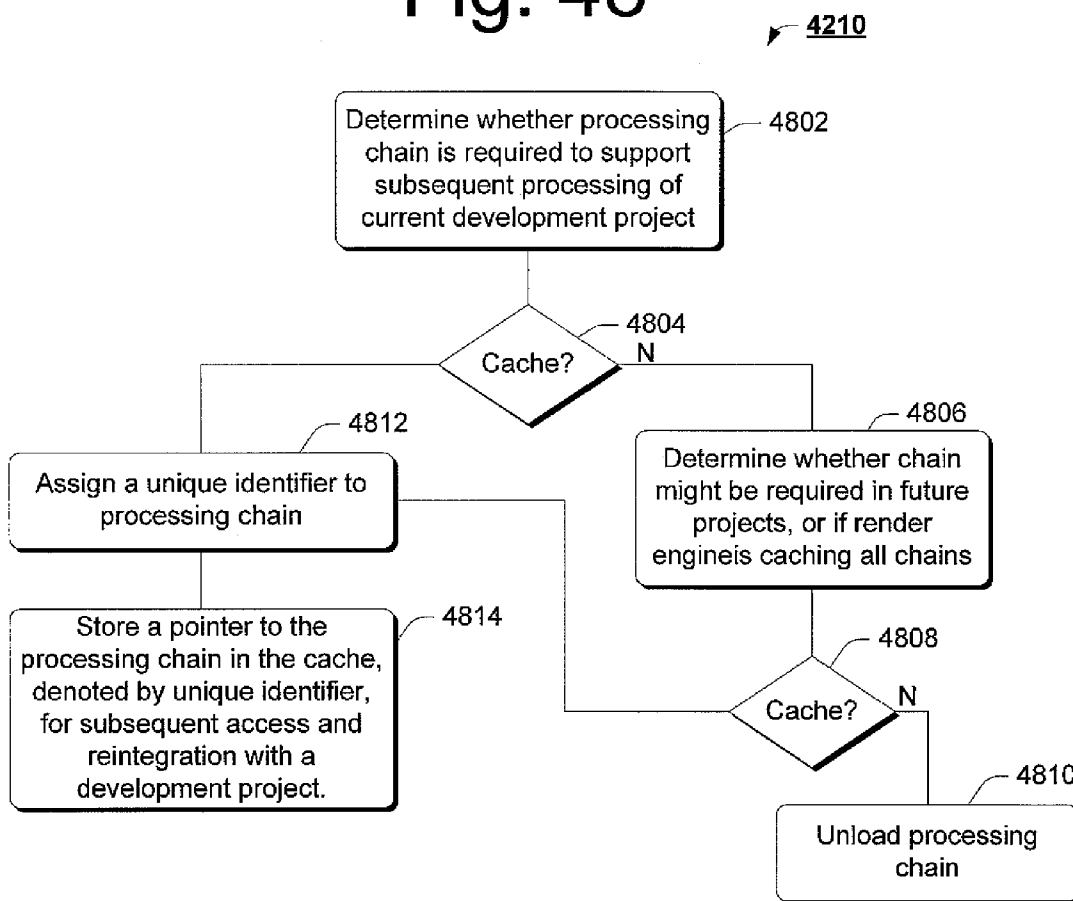 Fig. 48
4210
Determine whether processing
chain is required to support
subsequent processing of
current development project
4802
Cache?
4804
N
4806
Determine whether chain
might be required in future
projects, or if render
engineis caching all chains
4812
Assign a unique identifier to
processing chain
4814
Store a pointer to the
processing chain in the cache,
denoted by unique identifier,
for subsequent access and
reintegration with a
development project.
4808
Cache?
N
4810
Unload processing
chain